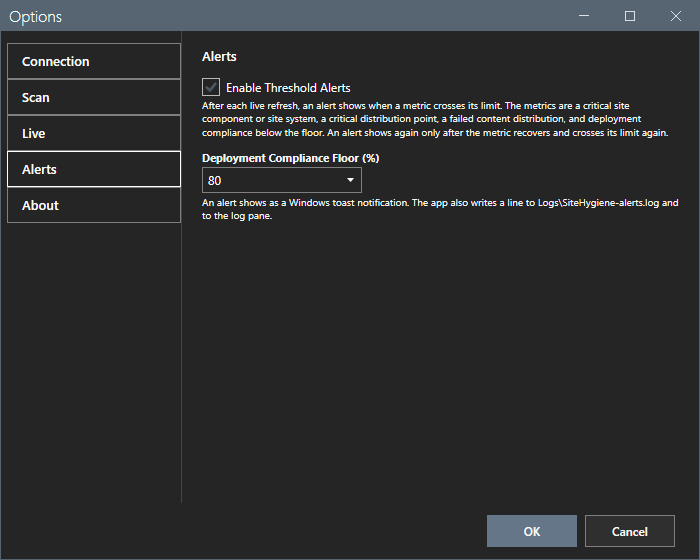 Options
Connection
Scan
Live
Alerts
About
Alerts
Enable Threshold Alerts
After each live refresh, an alert shows when a metric crosses its limit. The metrics are a critical site
component or site system, a critical distribution point, a failed content distribution, and deployment
compliance below the floor. An alert shows again only after the metric recovers and crosses its limit again.
Deployment Compliance Floor (%)
80
An alert shows as a Windows toast notification. The app also writes a line to Logs\SiteHygiene-alerts.log and
to the log pane.
OK
Cancel